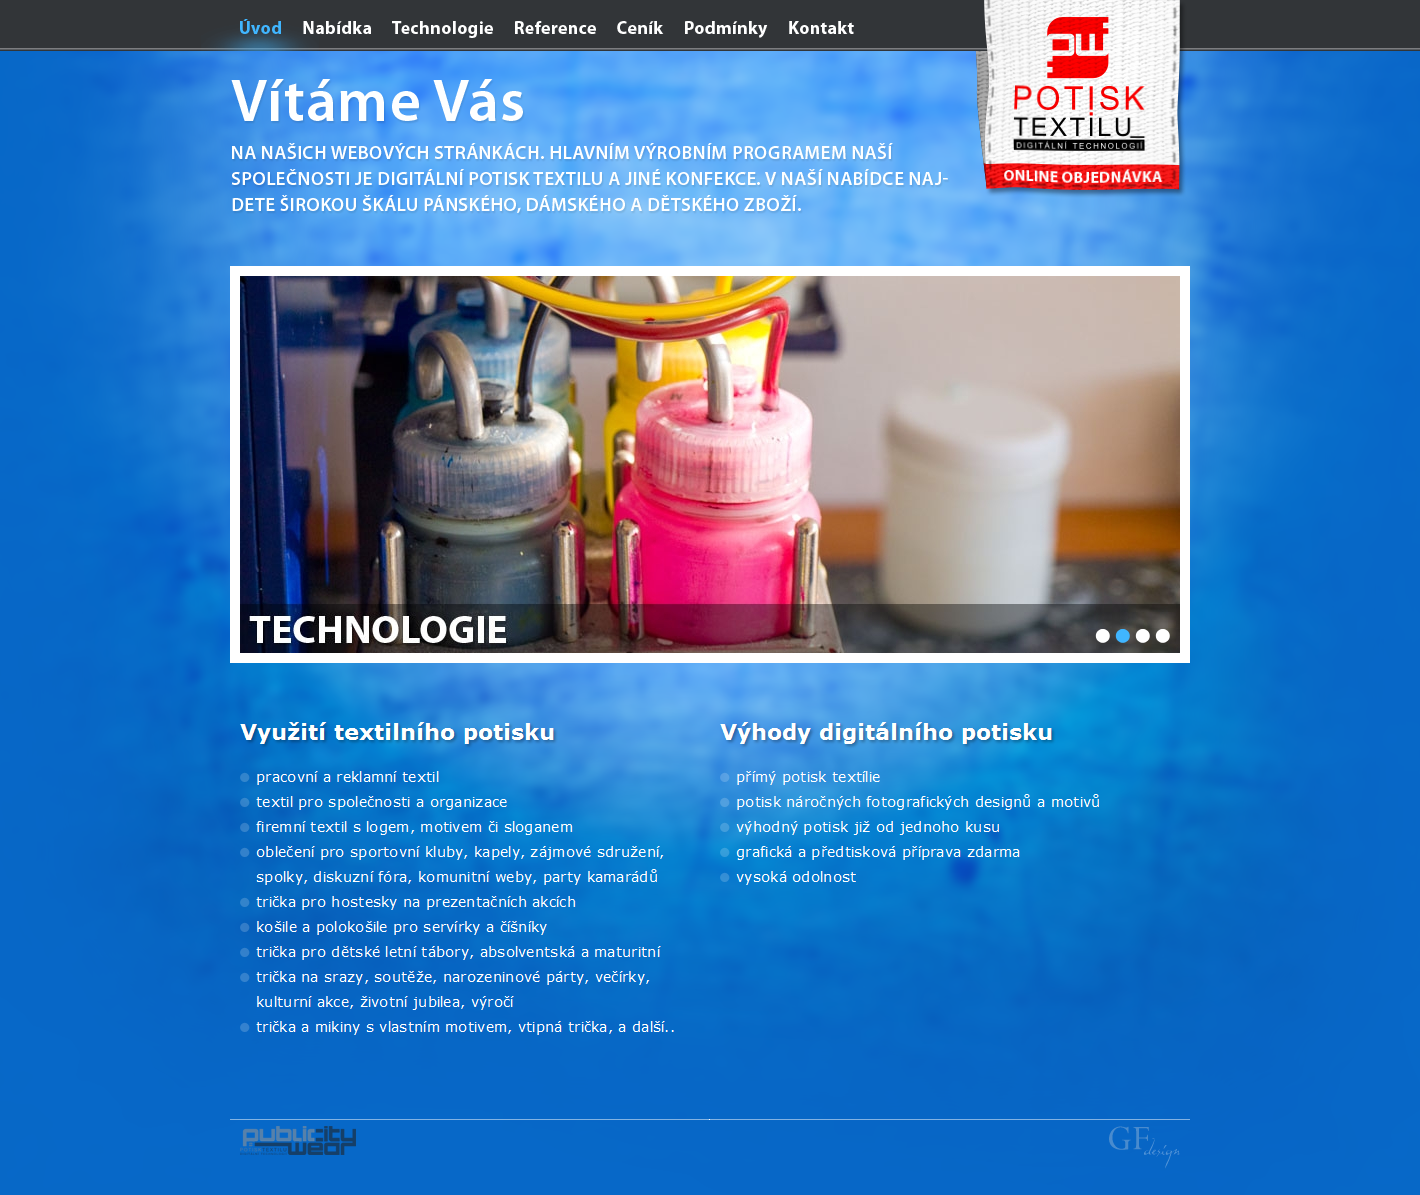 Úvod Nabídka Technologie Reference Ceník Podmínky Kontakt
POTISK
TEXTILU_
DIGITÁLNÍ TECHNOLOGIÍ
ONLINE OBJEDNÁVKA
Vítáme Vás
NA NAŠICH WEBOVÝCH STRÁNKÁCH. HLAVNÍM VÝROBNÍM PROGRAMEM NAŠÍ
SPOLEČNOSTI JE DIGITÁLNÍ POTISK TEXTILU A JINÉ KONFEKCE. V NAŠÍ NABÍDCE NAJ-
DETE ŠIROKOU ŠKÁLU PÁNSKÉHO, DÁMSKÉHO A DĚTSKÉHO ZBOŽÍ.
TECHNOLOGIE
Využití textilního potisku
pracovní a reklamní textil
textil pro společnosti a organizace
firemní textil s logem, motivem či sloganem
oblečení pro sportovní kluby, kapely, zájmové sdružení,
spolky, diskuzní fóra, komunitní weby, party kamarádů
trička pro hostesky na prezentačních akcích
košile a polokošile pro servírky a číšníky
trička pro dětské letní tábory, absolventská a maturitní
trička na srazy, soutěže, narozeninové párty, večírky,
kulturní akce, životní jubilea, výročí
trička a mikiny s vlastním motivem, vtipná trička, a další..
Výhody digitálního potisku
přímý potisk textílie
potisk náročných fotografických designů a motivů
výhodný potisk již od jednoho kusu
grafická a předtisková příprava zdarma
vysoká odolnost
publicity
wear
GF design